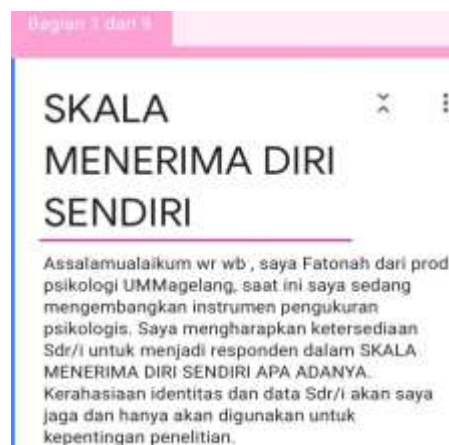 Bagian 1 dari 9
SKALA
MENERIMA DIRI
SENDIRI
Assalamualaikum wr wb , saya Fatonah dari prod
psikologi UMMagelang, saat ini saya sedang
mengembangkan instrumen pengukuran
psikologis. Saya mengharapkan ketersediaan
Sdr/i untuk menjadi responden dalam SKALA
MENERIMA DIRI SENDIRI APA ADANYA.
Kerahasiaan identitas dan data Sdr/i akan saya
jaga dan hanya akan digunakan untuk
kepentingan penelitian.